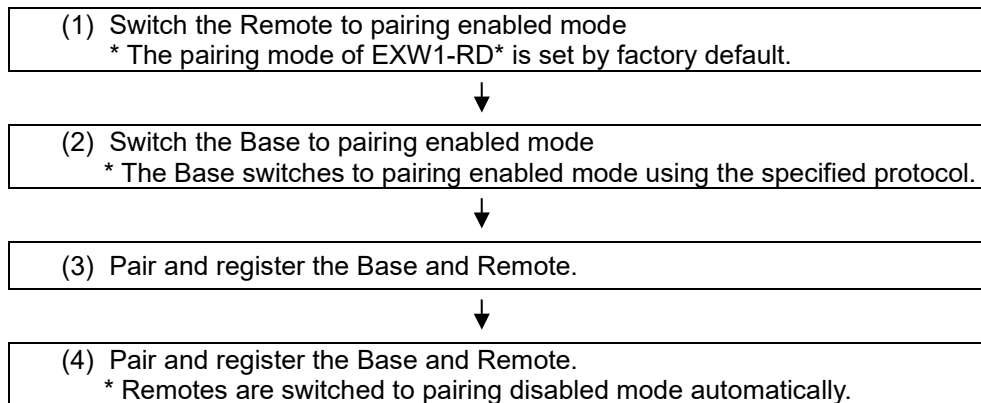 (1) Switch the Remote to pairing enabled mode
* The pairing mode of EXW1-RD* is set by factory default.
(2) Switch the Base to pairing enabled mode
* The Base switches to pairing enabled mode using the specified protocol.
(3) Pair and register the Base and Remote.
(4) Pair and register the Base and Remote.
* Remotes are switched to pairing disabled mode automatically.